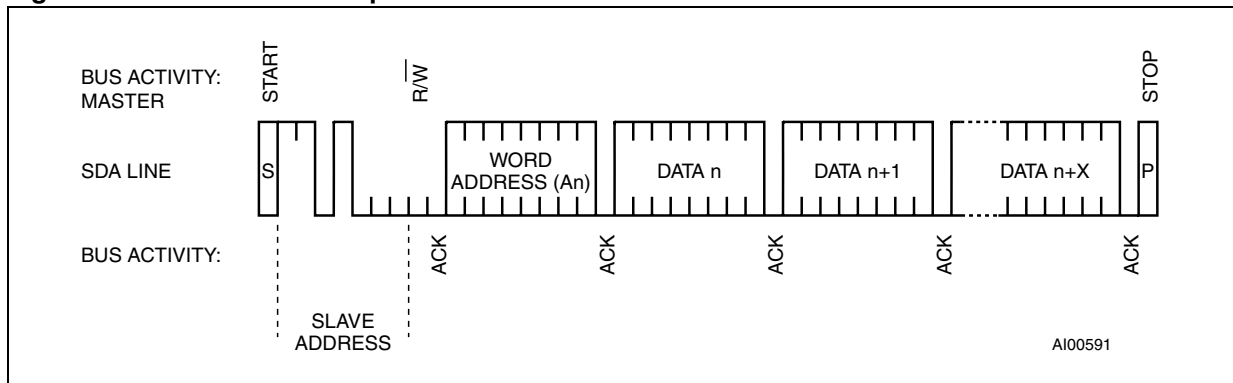 START
R/W
STOP
BUS ACTIVITY:
MASTER
SDA LINE
S
WORD
ADDRESS (An)
DATA n
DATA n+1
DATA n+X
P
BUS ACTIVITY:
ACK
ACK
ACK
ACK
ACK
SLAVE
ADDRESS
AI00591